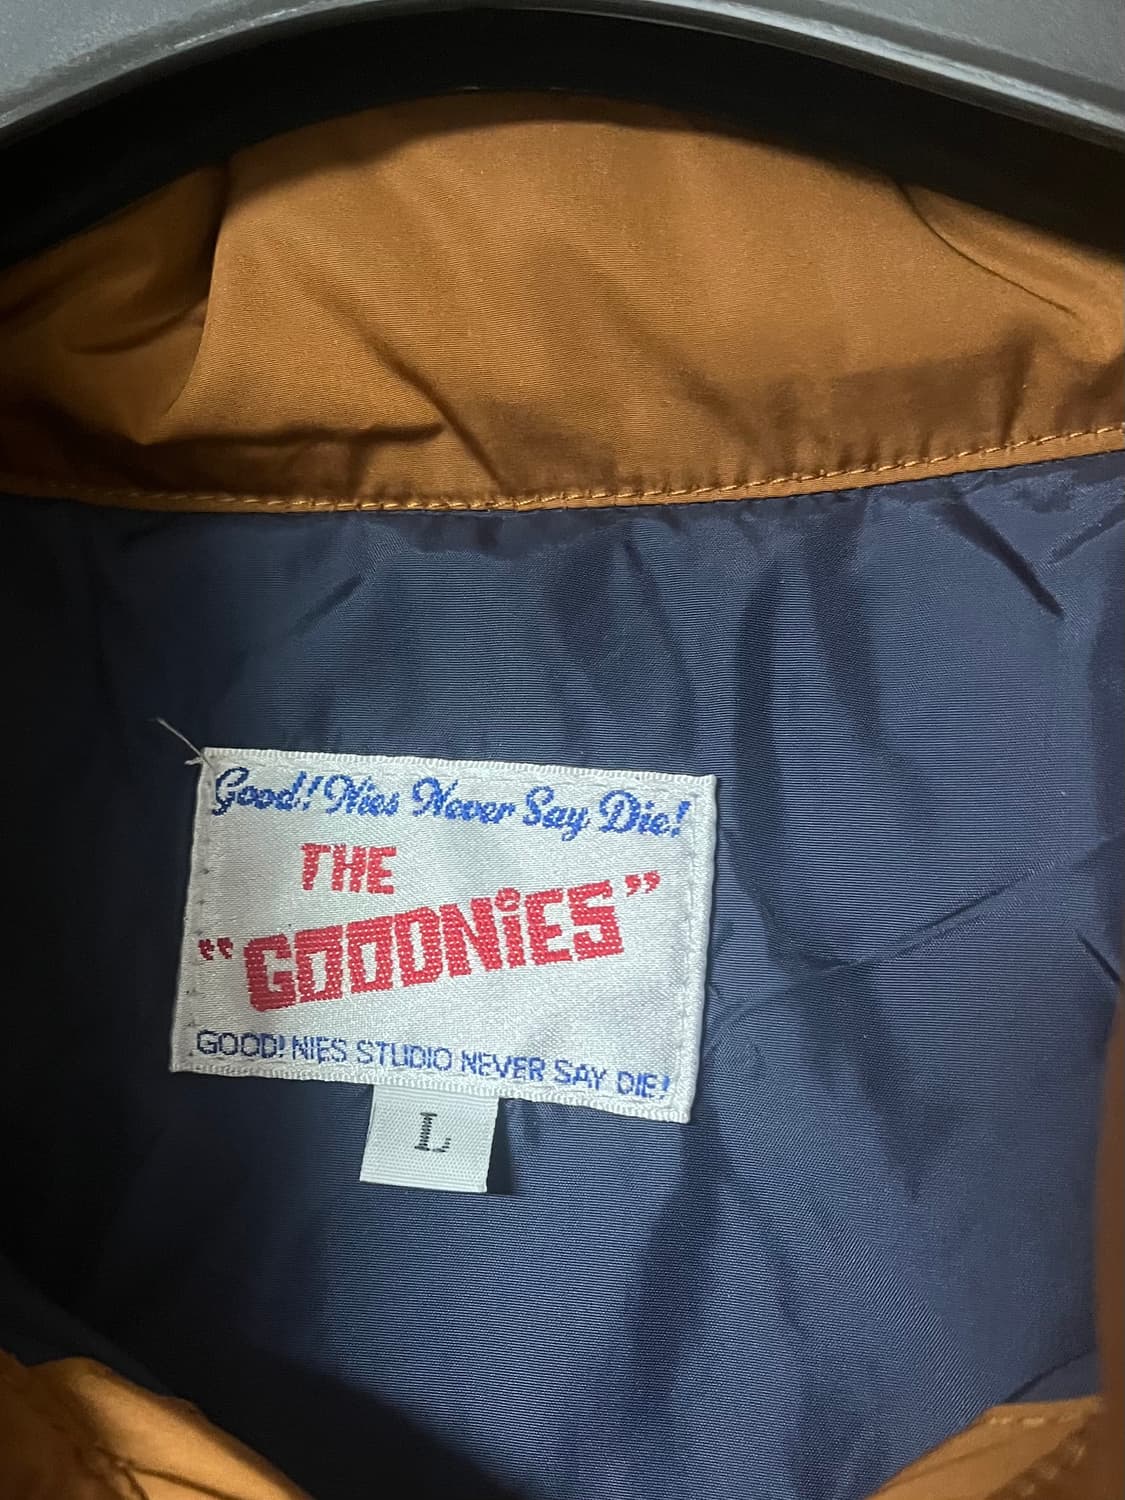 Good! Nies Never Say Die!
THE
"GOODNiES"
GOOD! NIES STUDIO NEVER SAY DIE!
L